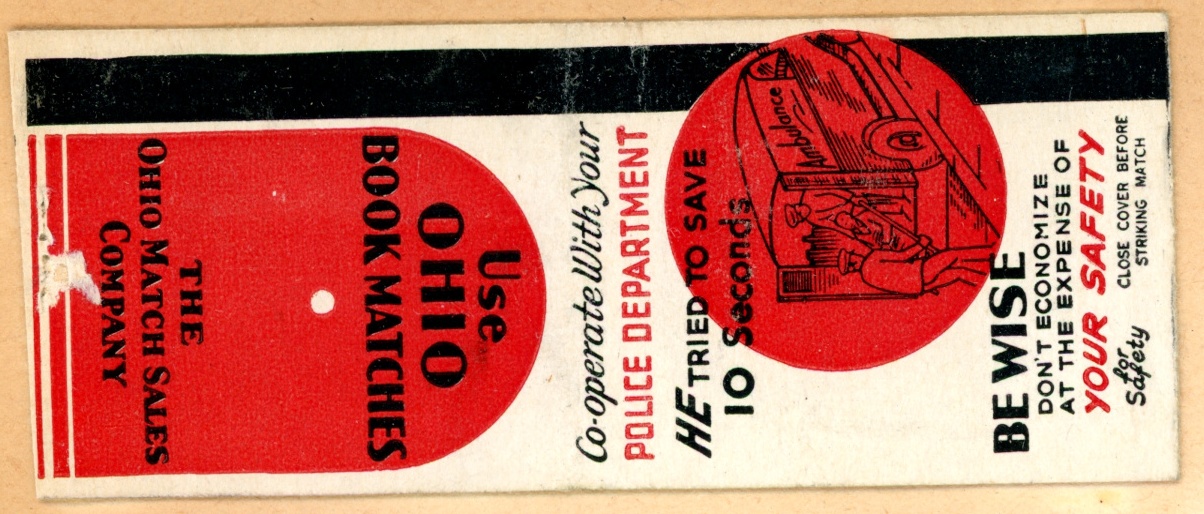 Co-operate With Your
POLICE DEPARTMENT
HE TRIED TO SAVE
10 Seconds
Ambulance
BE WISE
DON'T ECONOMIZE
AT THE EXPENSE OF
YOUR SAFETY
for Safety
CLOSE COVER BEFORE
STRIKING MATCH
Use
OHIO
BOOK MATCHES
THE
OHIO MATCH SALES
COMPANY